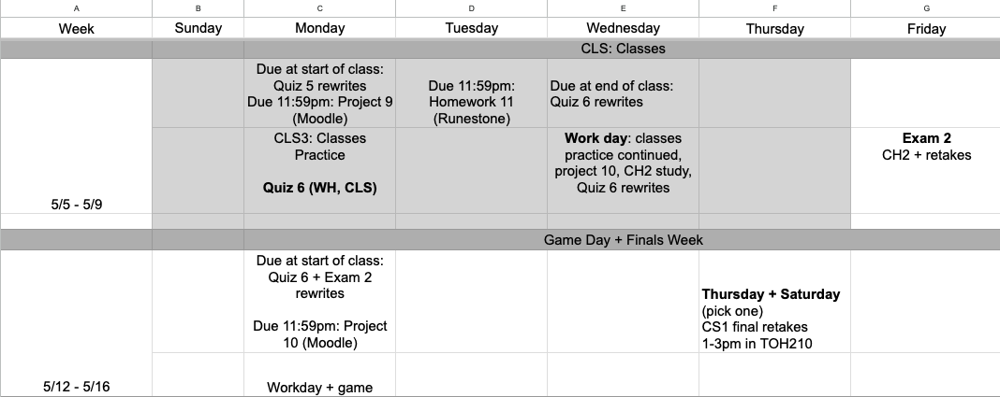 A B C D E F G
Week Sunday Monday Tuesday Wednesday Thursday Friday
CLS: Classes
Due at start of class:
Quiz 5 rewrites
Due 11:59pm: Project 9
(Moodle)
Due 11:59pm:
Homework 11
(Runestone)
Due at end of class:
Quiz 6 rewrites
5/5 - 5/9
CLS3: Classes
Practice
Quiz 6 (WH, CLS)
Work day: classes
practice continued,
project 10, CH2 study,
Quiz 6 rewrites
Exam 2
CH2 + retakes
Game Day + Finals Week
Due at start of class:
Quiz 6 + Exam 2
rewrites
Due 11:59pm: Project
10 (Moodle)
Thursday + Saturday
(pick one)
CS1 final retakes
1-3pm in TOH210
5/12 - 5/16
Workday + game